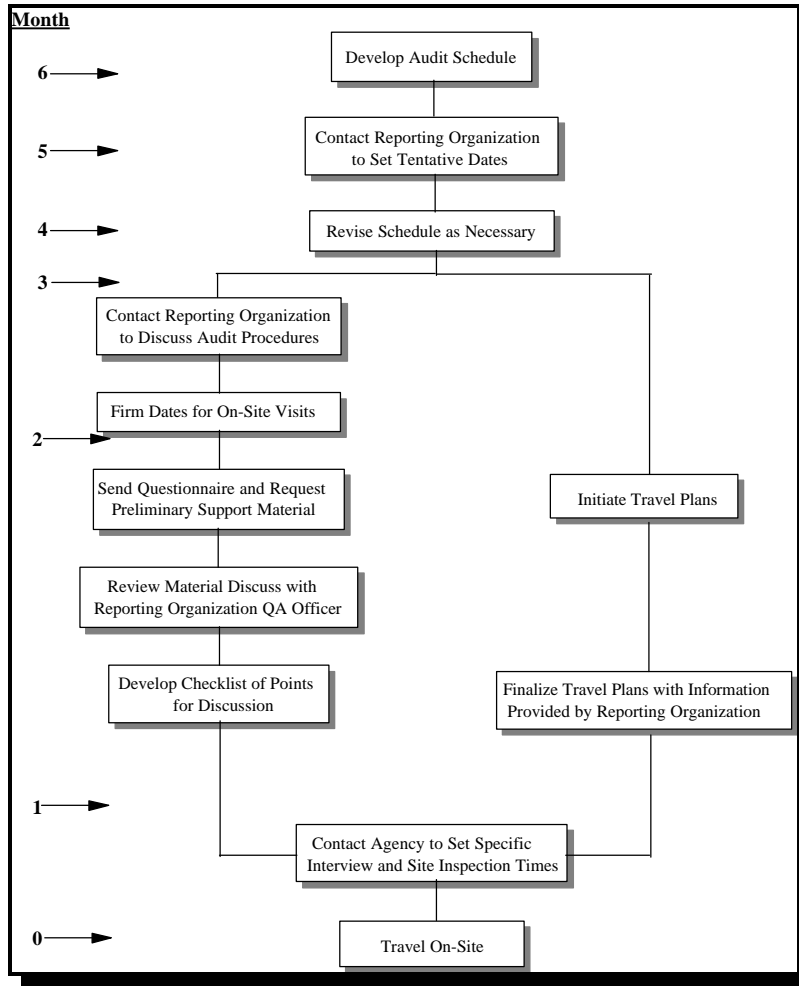 Month
6
Develop Audit Schedule
5
Contact Reporting Organization
to Set Tentative Dates
4
Revise Schedule as Necessary
3
Contact Reporting Organization
to Discuss Audit Procedures
Firm Dates for On-Site Visits
2
Send Questionnaire and Request
Preliminary Support Material
Initiate Travel Plans
Review Material Discuss with
Reporting Organization QA Officer
Develop Checklist of Points
for Discussion
Finalize Travel Plans with Information
Provided by Reporting Organization
1
Contact Agency to Set Specific
Interview and Site Inspection Times
0
Travel On-Site